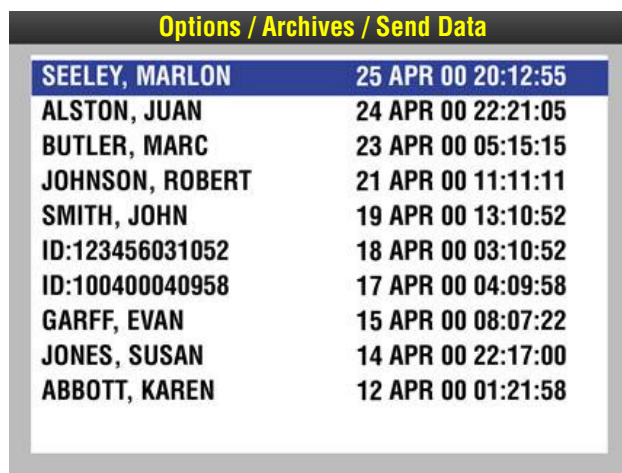 Options / Archives / Send Data
SEELEY, MARLON 25 APR 00 20:12:55
ALSTON, JUAN 24 APR 00 22:21:05
BUTLER, MARC 23 APR 00 05:15:15
JOHNSON, ROBERT 21 APR 00 11:11:11
SMITH, JOHN 19 APR 00 13:10:52
ID:123456031052 18 APR 00 03:10:52
ID:100400040958 17 APR 00 04:09:58
GARFF, EVAN 15 APR 00 08:07:22
JONES, SUSAN 14 APR 00 22:17:00
ABBOTT, KAREN 12 APR 00 01:21:58